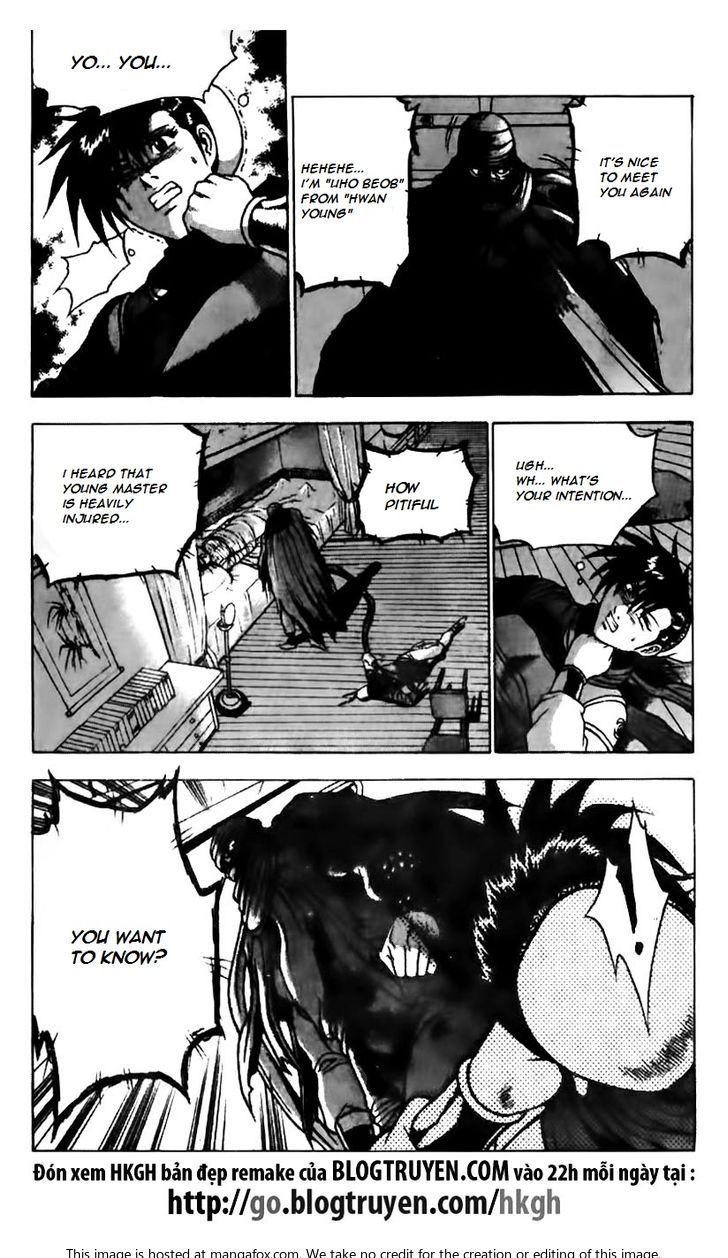 YO... YOU...
HEHEHE...
I'M "UHO BEOB"
FROM "HWAN
YOUNG"
IT'S NICE
TO MEET
YOU AGAIN
I HEARD THAT
YOUNG MASTER
IS HEAVILY
INJURED...
HOW
PITIFUL
UGH...
WH... WHAT'S
YOUR INTENTION...
YOU WANT
TO KNOW?
!
Đón xem HKGH bản đẹp remake của BLOGTRUYEN.COM vào 22h mỗi ngày tại :
http://go.blogtruyen.com/hkgh
This image is hosted at mangafox.com. We take no credit for the creation or editing of this image.